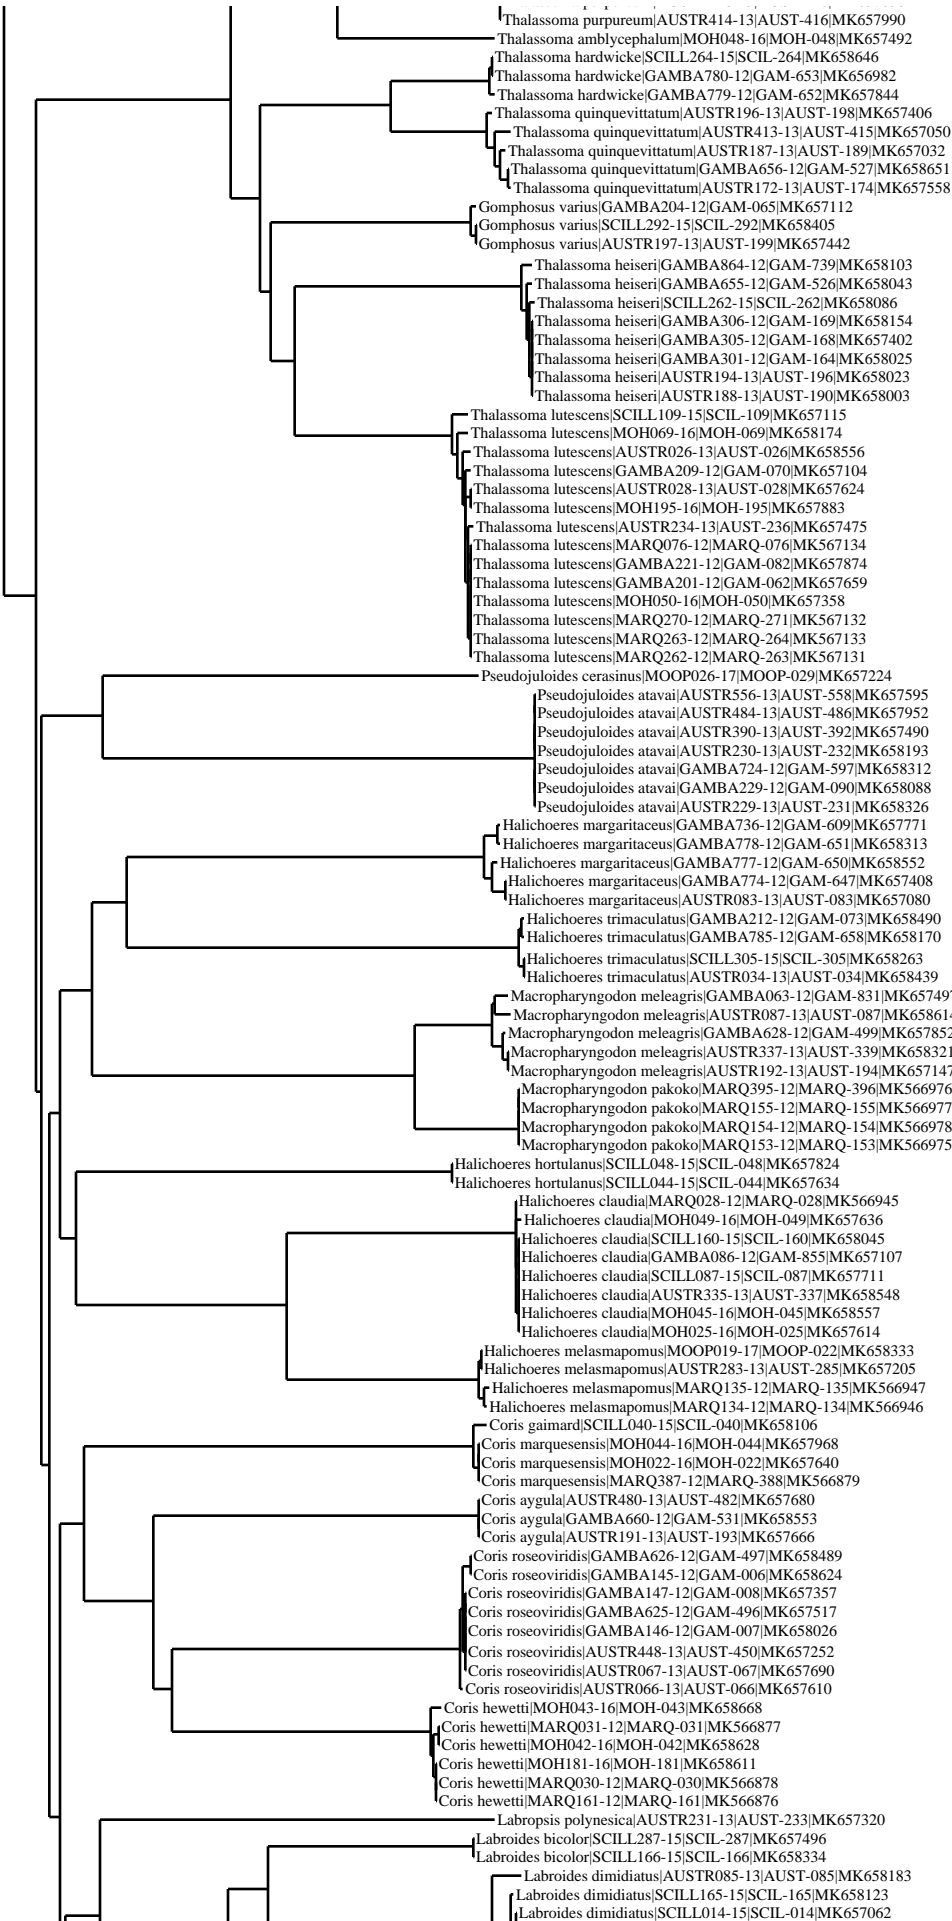 Thalassoma purpureum|AUSTR414-13|AUST-416|MK657990
Thalassoma amblycephalum|MOH048-16|MOH-048|MK657492
Thalassoma hardwicke|SCILL264-15|SCIL-264|MK658646
Thalassoma hardwicke|GAMBA780-12|GAM-653|MK656982
Thalassoma hardwicke|GAMBA779-12|GAM-652|MK657844
Thalassoma quinquevittatum|AUSTR196-13|AUST-198|MK657406
Thalassoma quinquevittatum|AUSTR413-13|AUST-415|MK657050
Thalassoma quinquevittatum|AUSTR187-13|AUST-189|MK657032
Thalassoma quinquevittatum|GAMBA656-12|GAM-527|MK658651
Thalassoma quinquevittatum|AUSTR172-13|AUST-174|MK657558
Gomphosus varius|GAMBA204-12|GAM-065|MK657112
Gomphosus varius|SCILL292-15|SCIL-292|MK658405
Gomphosus varius|AUSTR197-13|AUST-199|MK657442
Thalassoma heiseri|GAMBA864-12|GAM-739|MK658103
Thalassoma heiseri|GAMBA655-12|GAM-526|MK658043
Thalassoma heiseri|SCILL262-15|SCIL-262|MK658086
Thalassoma heiseri|GAMBA306-12|GAM-169|MK658154
Thalassoma heiseri|GAMBA305-12|GAM-168|MK657402
Thalassoma heiseri|GAMBA301-12|GAM-164|MK658025
Thalassoma heiseri|AUSTR194-13|AUST-196|MK658023
Thalassoma heiseri|AUSTR188-13|AUST-190|MK658003
Thalassoma lutescens|SCILL109-15|SCIL-109|MK657115
Thalassoma lutescens|MOH069-16|MOH-069|MK658174
Thalassoma lutescens|AUSTR026-13|AUST-026|MK658556
Thalassoma lutescens|GAMBA209-12|GAM-070|MK657104
Thalassoma lutescens|AUSTR028-13|AUST-028|MK657624
Thalassoma lutescens|MOH195-16|MOH-195|MK657883
Thalassoma lutescens|AUSTR234-13|AUST-236|MK657475
Thalassoma lutescens|MARQ076-12|MARQ-076|MK567134
Thalassoma lutescens|GAMBA221-12|GAM-082|MK657874
Thalassoma lutescens|GAMBA201-12|GAM-062|MK657659
Thalassoma lutescens|MOH050-16|MOH-050|MK657358
Thalassoma lutescens|MARQ270-12|MARQ-271|MK567132
Thalassoma lutescens|MARQ263-12|MARQ-264|MK567133
Thalassoma lutescens|MARQ262-12|MARQ-263|MK567131
Pseudojuloides cerasinus|MOOP026-17|MOOP-029|MK657224
Pseudojuloides atavai|AUSTR556-13|AUST-558|MK657595
Pseudojuloides atavai|AUSTR484-13|AUST-486|MK657952
Pseudojuloides atavai|AUSTR390-13|AUST-392|MK657490
Pseudojuloides atavai|AUSTR230-13|AUST-232|MK658193
Pseudojuloides atavai|GAMBA724-12|GAM-597|MK658312
Pseudojuloides atavai|GAMBA229-12|GAM-090|MK658088
Pseudojuloides atavai|AUSTR229-13|AUST-231|MK658326
Halichoeres margaritaceus|GAMBA736-12|GAM-609|MK657771
Halichoeres margaritaceus|GAMBA778-12|GAM-651|MK658313
Halichoeres margaritaceus|GAMBA777-12|GAM-650|MK658552
Halichoeres margaritaceus|GAMBA774-12|GAM-647|MK657408
Halichoeres margaritaceus|AUSTR083-13|AUST-083|MK657080
Halichoeres trimaculatus|GAMBA212-12|GAM-073|MK658490
Halichoeres trimaculatus|GAMBA785-12|GAM-658|MK658170
Halichoeres trimaculatus|SCILL305-15|SCIL-305|MK658263
Halichoeres trimaculatus|AUSTR034-13|AUST-034|MK658439
Macropharyngodon meleagris|GAMBA063-12|GAM-831|MK657497
Macropharyngodon meleagris|AUSTR087-13|AUST-087|MK658614
Macropharyngodon meleagris|GAMBA628-12|GAM-499|MK657852
Macropharyngodon meleagris|AUSTR337-13|AUST-339|MK658321
Macropharyngodon meleagris|AUSTR192-13|AUST-194|MK657147
Macropharyngodon pakoko|MARQ395-12|MARQ-396|MK566976
Macropharyngodon pakoko|MARQ155-12|MARQ-155|MK566977
Macropharyngodon pakoko|MARQ154-12|MARQ-154|MK566978
Macropharyngodon pakoko|MARQ153-12|MARQ-153|MK566975
Halichoeres hortulanus|SCILL048-15|SCIL-048|MK657824
Halichoeres hortulanus|SCILL044-15|SCIL-044|MK657634
Halichoeres claudia|MARQ028-12|MARQ-028|MK566945
Halichoeres claudia|MOH049-16|MOH-049|MK657636
Halichoeres claudia|SCILL160-15|SCIL-160|MK658045
Halichoeres claudia|GAMBA086-12|GAM-855|MK657107
Halichoeres claudia|SCILL087-15|SCIL-087|MK657711
Halichoeres claudia|AUSTR335-13|AUST-337|MK658548
Halichoeres claudia|MOH045-16|MOH-045|MK658557
Halichoeres claudia|MOH025-16|MOH-025|MK657614
Halichoeres melasmapomus|MOOP019-17|MOOP-022|MK658333
Halichoeres melasmapomus|AUSTR283-13|AUST-285|MK657205
Halichoeres melasmapomus|MARQ135-12|MARQ-135|MK566947
Halichoeres melasmapomus|MARQ134-12|MARQ-134|MK566946
Coris gaimard|SCILL040-15|SCIL-040|MK658106
Coris marquesensis|MOH044-16|MOH-044|MK657968
Coris marquesensis|MOH022-16|MOH-022|MK657640
Coris marquesensis|MARQ387-12|MARQ-388|MK566879
Coris aygula|AUSTR480-13|AUST-482|MK657680
Coris aygula|GAMBA660-12|GAM-531|MK658553
Coris aygula|AUSTR191-13|AUST-193|MK657666
Coris roseoviridis|GAMBA626-12|GAM-497|MK658489
Coris roseoviridis|GAMBA145-12|GAM-006|MK658624
Coris roseoviridis|GAMBA147-12|GAM-008|MK657357
Coris roseoviridis|GAMBA625-12|GAM-496|MK657517
Coris roseoviridis|GAMBA146-12|GAM-007|MK658026
Coris roseoviridis|AUSTR448-13|AUST-450|MK657252
Coris roseoviridis|AUSTR067-13|AUST-067|MK657690
Coris roseoviridis|AUSTR066-13|AUST-066|MK657610
Coris hewetti|MOH043-16|MOH-043|MK658668
Coris hewetti|MARQ031-12|MARQ-031|MK566877
Coris hewetti|MOH042-16|MOH-042|MK658628
Coris hewetti|MOH181-16|MOH-181|MK658611
Coris hewetti|MARQ030-12|MARQ-030|MK566878
Coris hewetti|MARQ161-12|MARQ-161|MK566876
Labropsis polynesica|AUSTR231-13|AUST-233|MK657320
Labroides bicolor|SCILL287-15|SCIL-287|MK657496
Labroides bicolor|SCILL166-15|SCIL-166|MK658334
Labroides dimidiatus|AUSTR085-13|AUST-085|MK658183
Labroides dimidiatus|SCILL165-15|SCIL-165|MK658123
Labroides dimidiatus|SCILL014-15|SCIL-014|MK657062